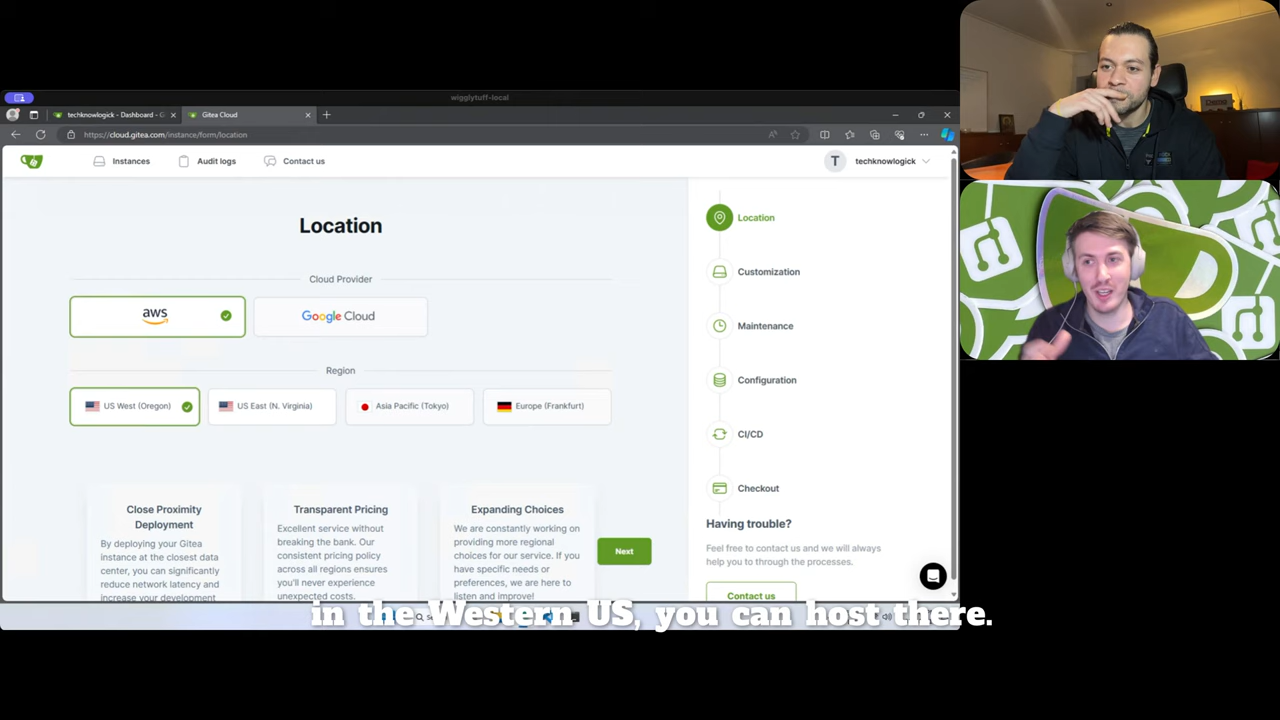 wigglytuff-local
techknowlogick - Dashboard - G
Gitea Cloud
https://cloud.gitea.com/instance/form/location
Instances
Audit logs
Contact us
T
techknowlogick
Location
Cloud Provider
aws
Google Cloud
Region
US West (Oregon)
US East (N. Virginia)
Asia Pacific (Tokyo)
Europe (Frankfurt)
Close Proximity
Deployment
By deploying your Gitea
instance at the closest data
center, you can significantly
reduce network latency and
increase your development
Transparent Pricing
Excellent service without
breaking the bank. Our
consistent pricing policy
across all regions ensures
you'll never experience
unexpected costs.
Expanding Choices
We are constantly working on
providing more regional
choices for our service. If you
have specific needs or
preferences, we are here to
listen and improve!
Next
Location
Customization
Maintenance
Configuration
CI/CD
Checkout
Having trouble?
Feel free to contact us and we will always
help you to through the processes.
Contact us
in the Western US, you can host there.